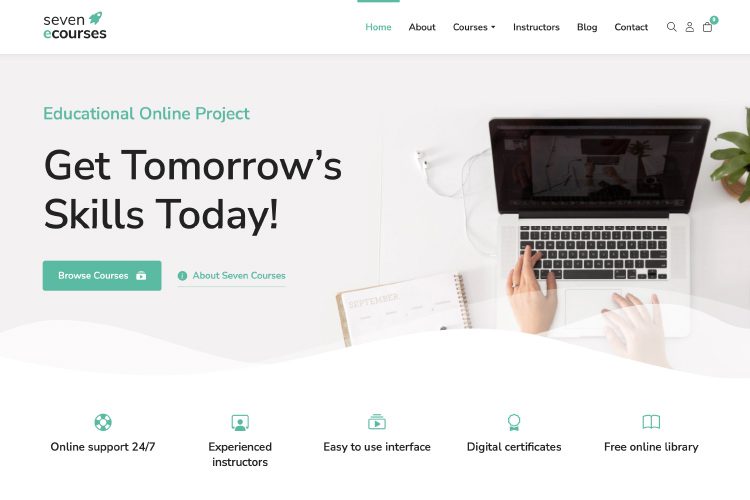 seven
ecourses
Home About Courses Instructors Blog Contact
Educational Online Project
Get Tomorrow's
Skills Today!
Browse Courses
About Seven Courses
SEPTEMBER
Online support 24/7
Experienced
instructors
Easy to use interface
Digital certificates
Free online library